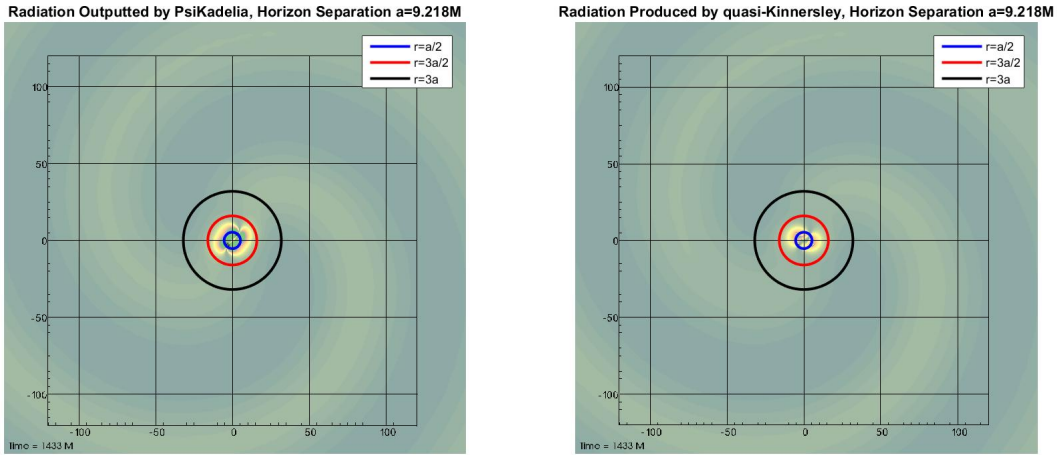 Radiation Outputted by PsiKadelia, Horizon Separation a=9.218M
r=a/2
r=3a/2
r=3a
100
50
0
-50
-100
-100
-50
0
50
100
Time = 1433 M
Radiation Produced by quasi-Kinnersley, Horizon Separation a=9.218M
r=a/2
r=3a/2
r=3a
100
50
0
-50
-100
-100
-50
0
50
100
Time = 1433 M